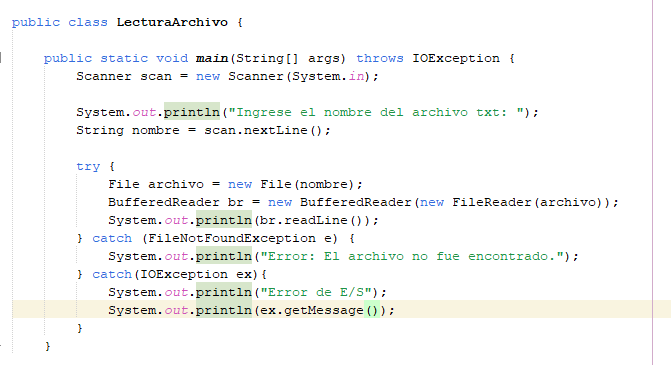 public class LecturaArchivo {
public static void main(String[] args) throws IOException {
Scanner scan = new Scanner(System.in);
System.out.println("Ingrese el nombre del archivo txt: ");
String nombre = scan.nextLine();
try {
File archivo = new File(nombre);
BufferedReader br = new BufferedReader(new FileReader(archivo));
System.out.println(br.readLine());
} catch (FileNotFoundException e) {
System.out.println("Error: El archivo no fue encontrado.");
} catch(IOException ex){
System.out.println("Error de E/S");
System.out.println(ex.getMessage());
}
}